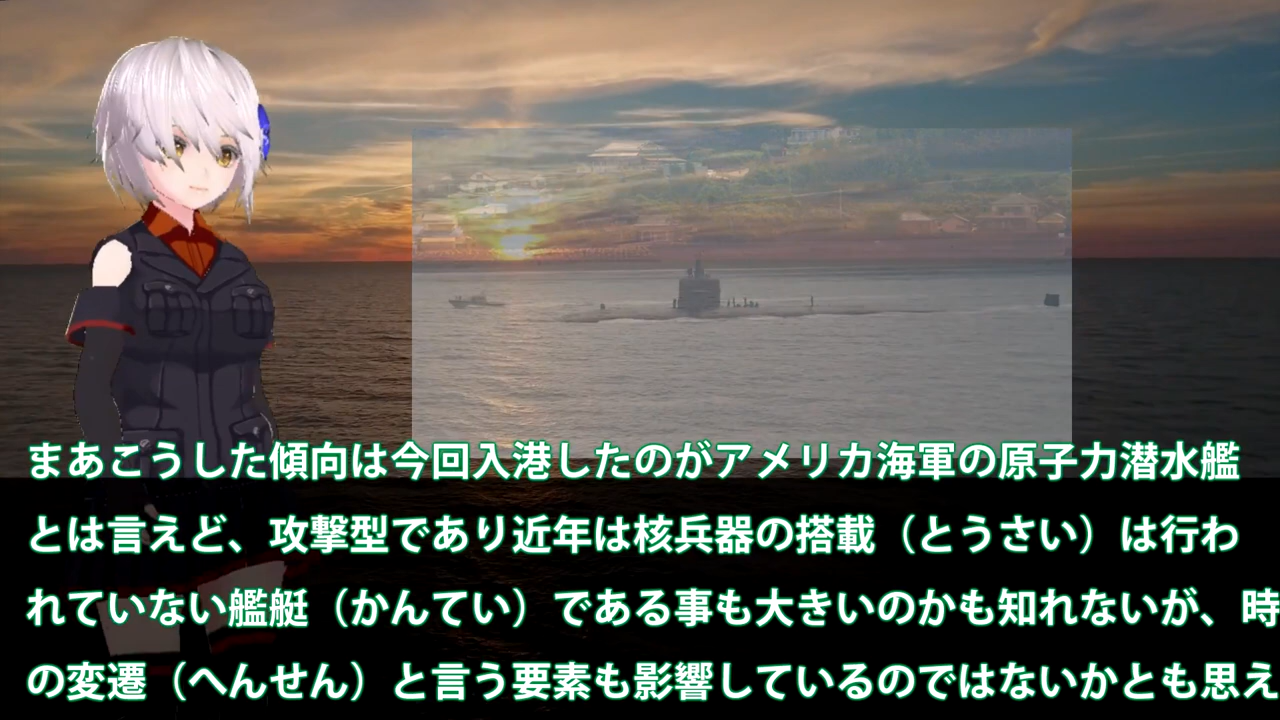 まあこうした傾向は今回入港したのがアメリカ海軍の原子力潜水艦
とは言えど、攻撃型であり近年は核兵器の搭載（とうさい）は行わ
れていない艦艇（かんてい）である事も大きいのかも知れないが、時
の変遷（へんせん）と言う要素も影響しているのではないかとも思え